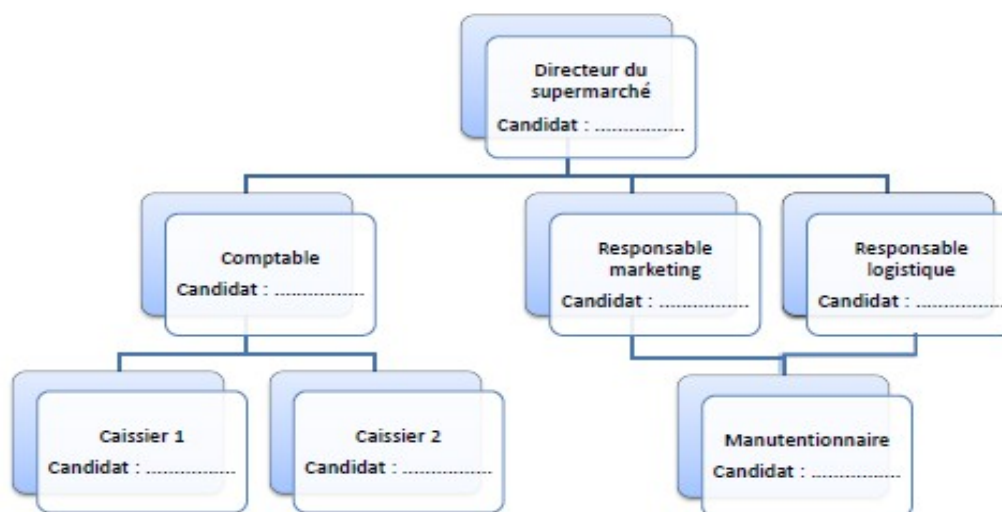 Directeur du
supermarché
Candidat : ..................
Comptable
Candidat : ..................
Responsable
marketing
Candidat : ..................
Responsable
logistique
Candidat : ..................
Caissier 1
Candidat : ..................
Caissier 2
Candidat : ..................
Manutentionnaire
Candidat : ..................